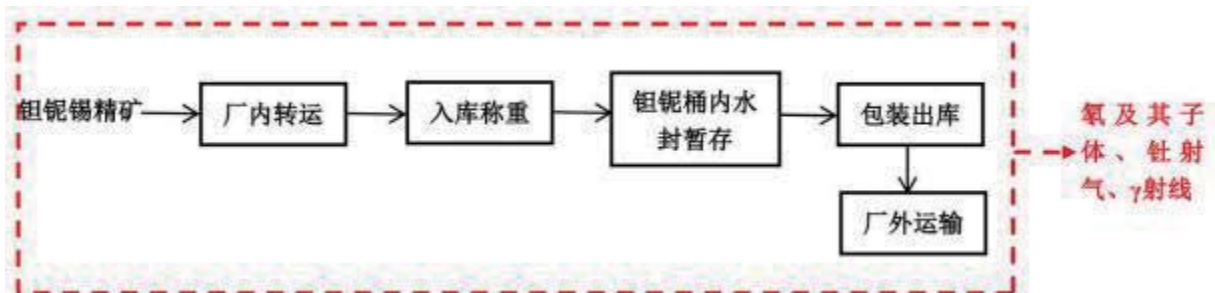 钽铌锡精矿
厂内转运
入库称重
钽铌桶内水
封暂存
包装出库
厂外运输
氡及其子
体、钍射
气、γ射线